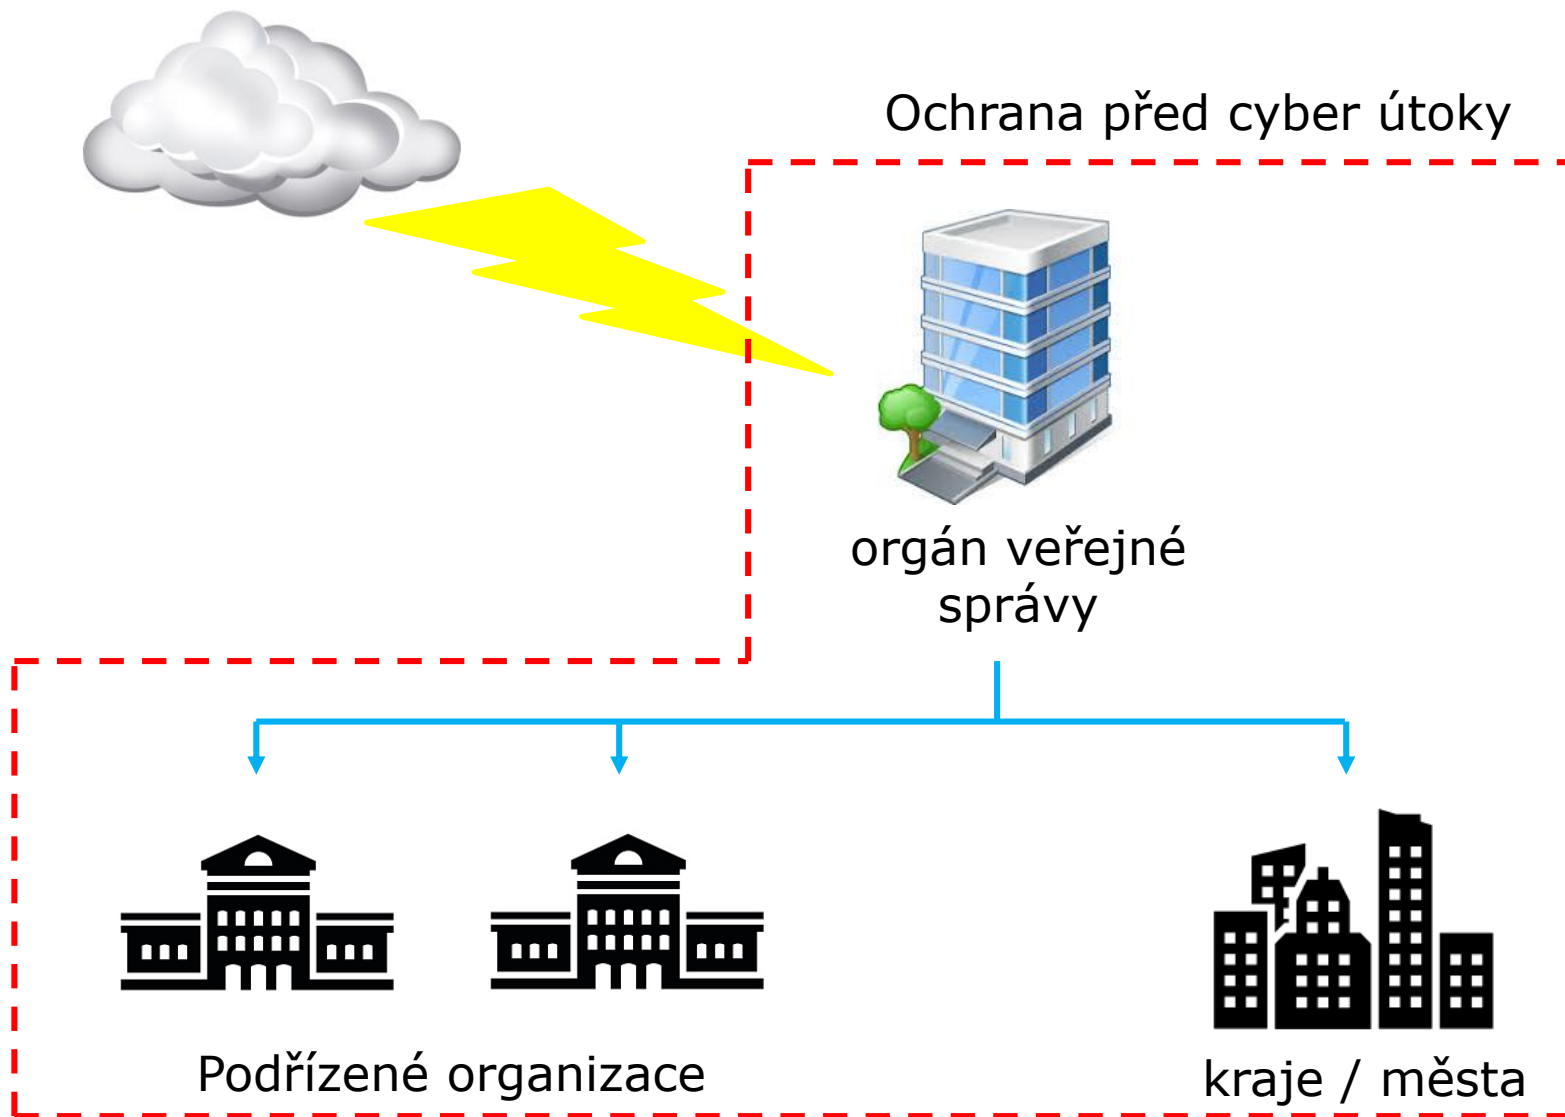 Ochrana před cyber útoky
orgán veřejné
správy
Podřízené organizace
kraje / města